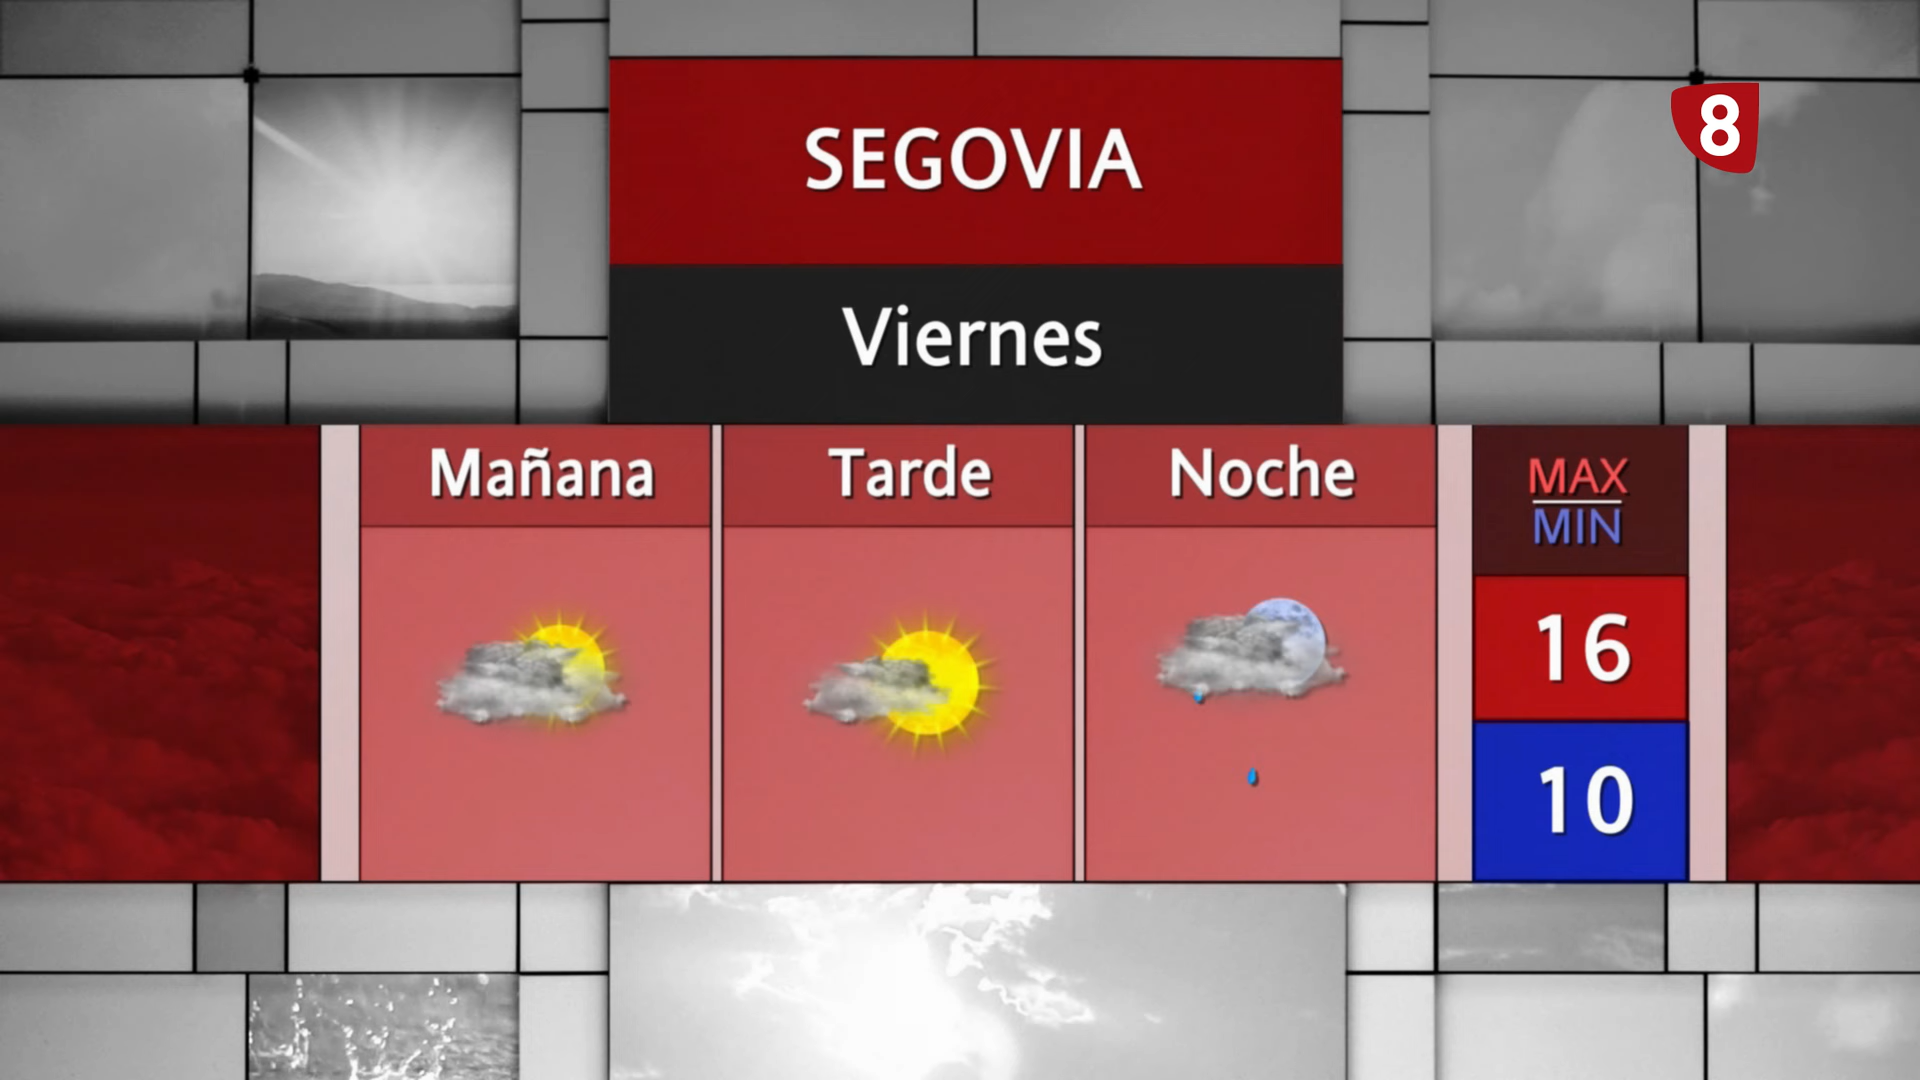 8
SEGOVIA
Viernes
Mañana
Tarde
Noche
MAX
MIN
16
10